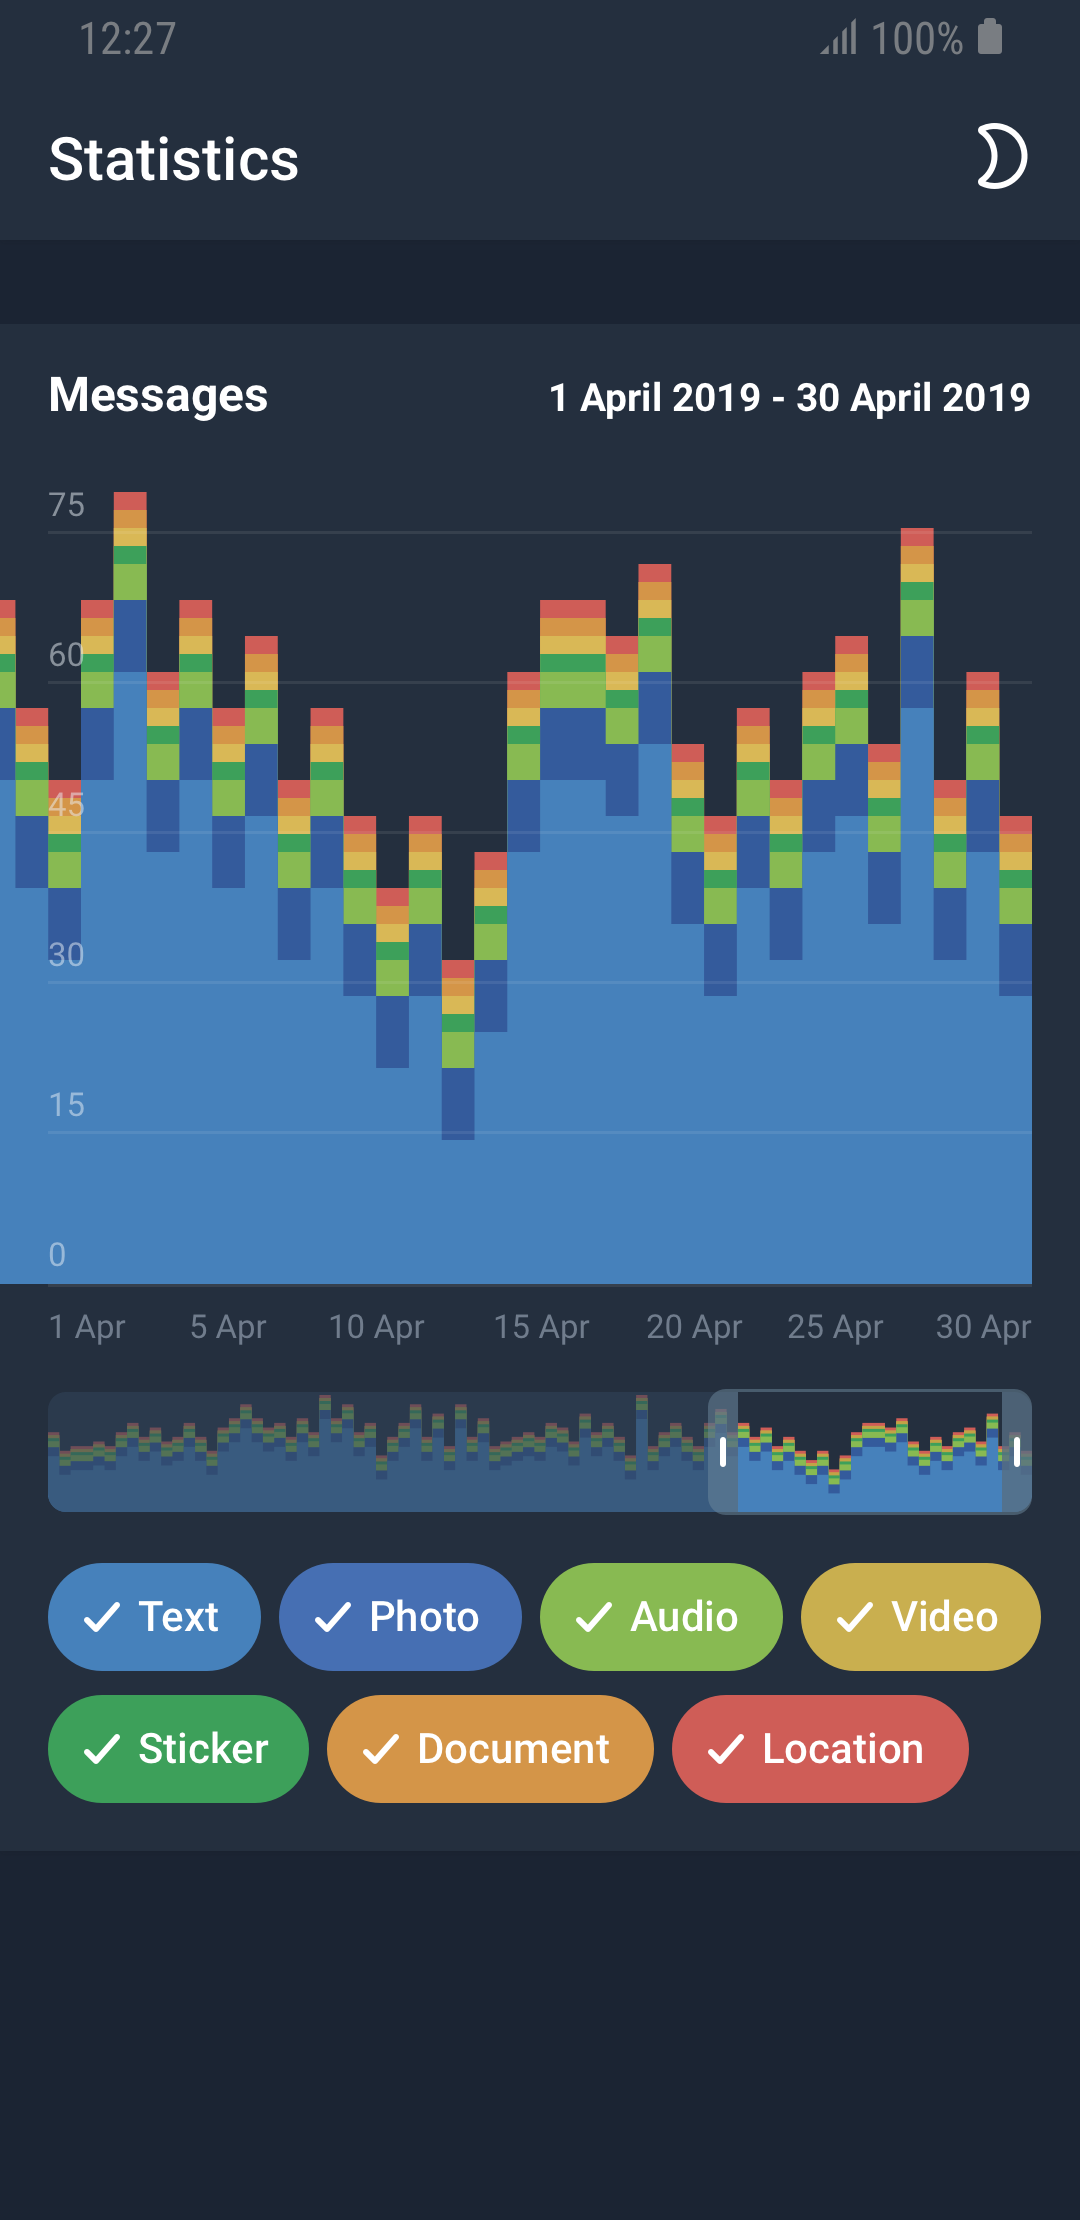 12:27 100%
Statistics
Messages 1 April 2019 - 30 April 2019
75
60
45
30
15
0
1 Apr 5 Apr 10 Apr 15 Apr 20 Apr 25 Apr 30 Apr
Text Photo Audio Video
Sticker Document Location